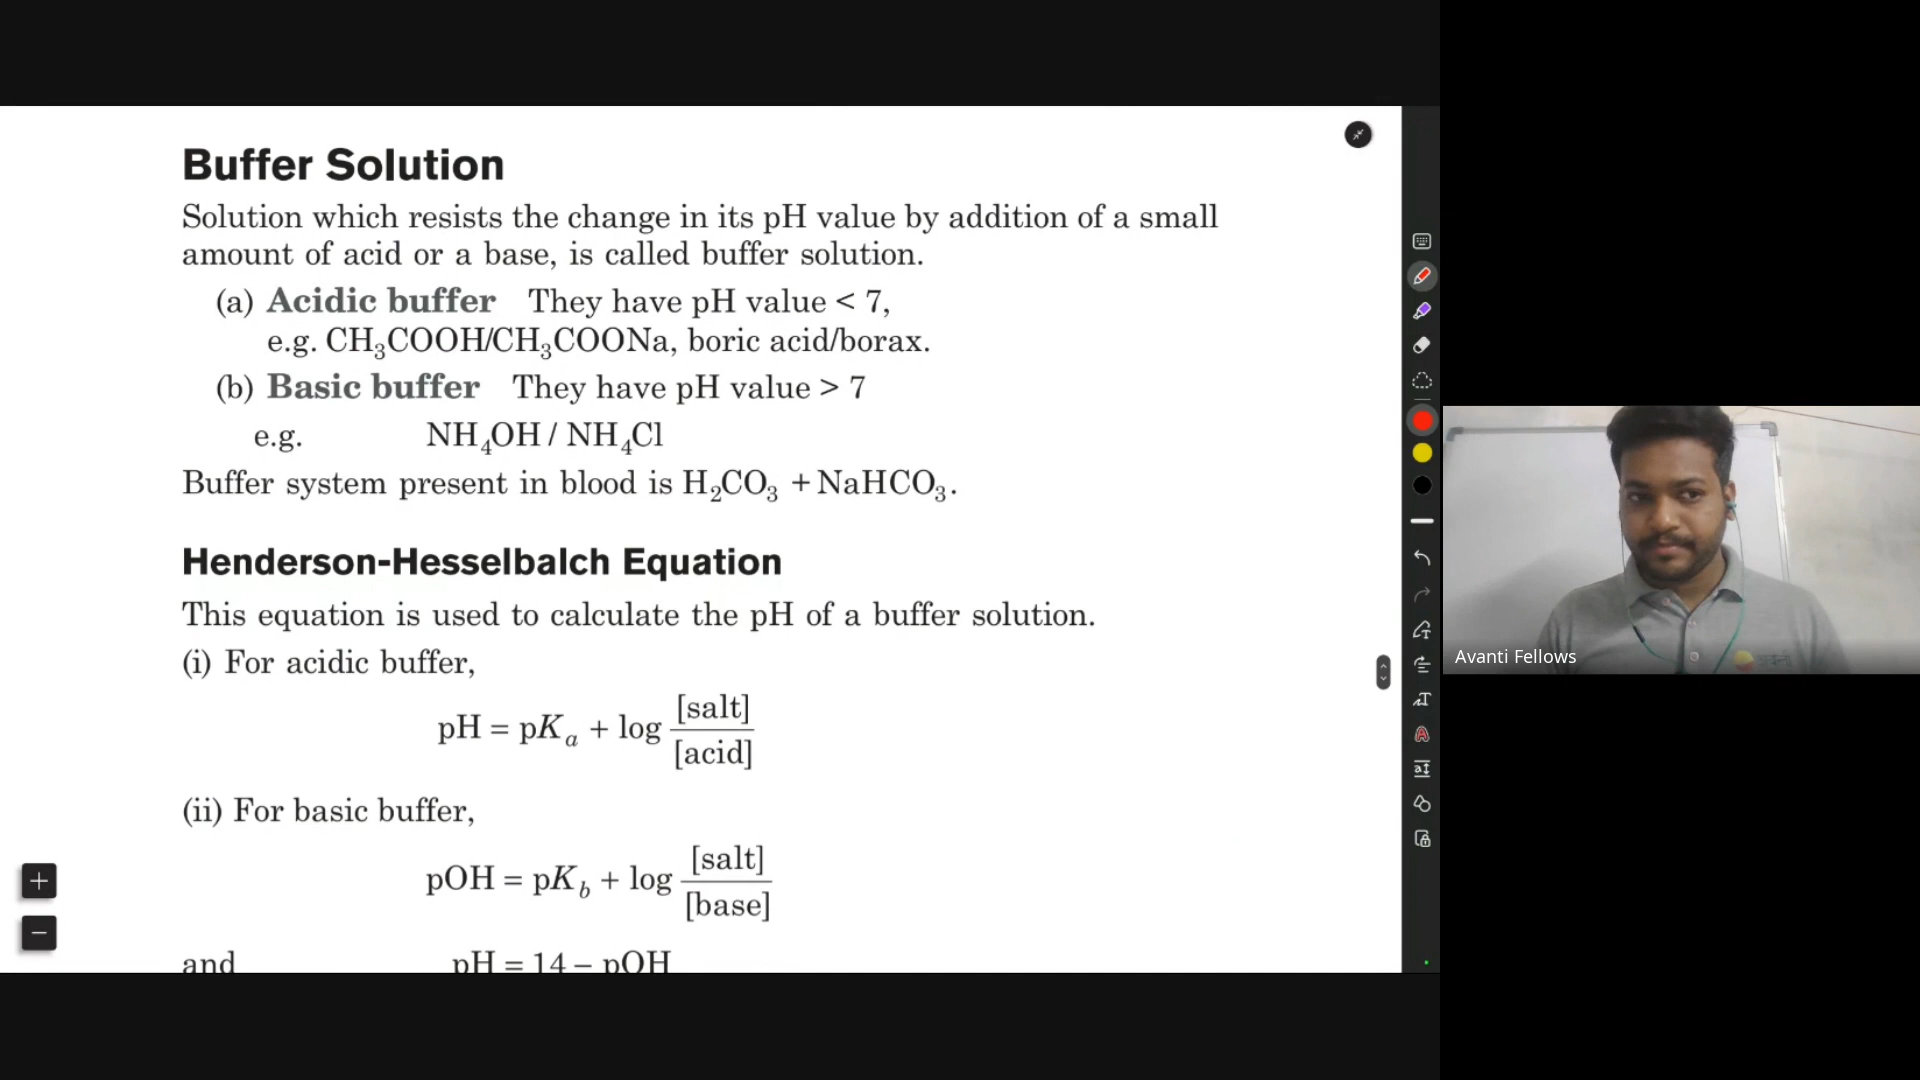 Buffer Solution
Solution which resists the change in its pH value by addition of a small
amount of acid or a base, is called buffer solution.
(a) Acidic buffer They have pH value < 7,
e.g. CH₃COOH/CH₃COONa, boric acid/borax.
(b) Basic buffer They have pH value > 7
e.g. NH₄OH / NH₄Cl
Buffer system present in blood is H₂CO₃ + NaHCO₃.
Henderson-Hesselbalch Equation
This equation is used to calculate the pH of a buffer solution.
(i) For acidic buffer,
pH = pKₐ + log [salt]/[acid]
(ii) For basic buffer,
pOH = pK_b + log [salt]/[base]
and pH = 14 – pOH
Avanti Fellows